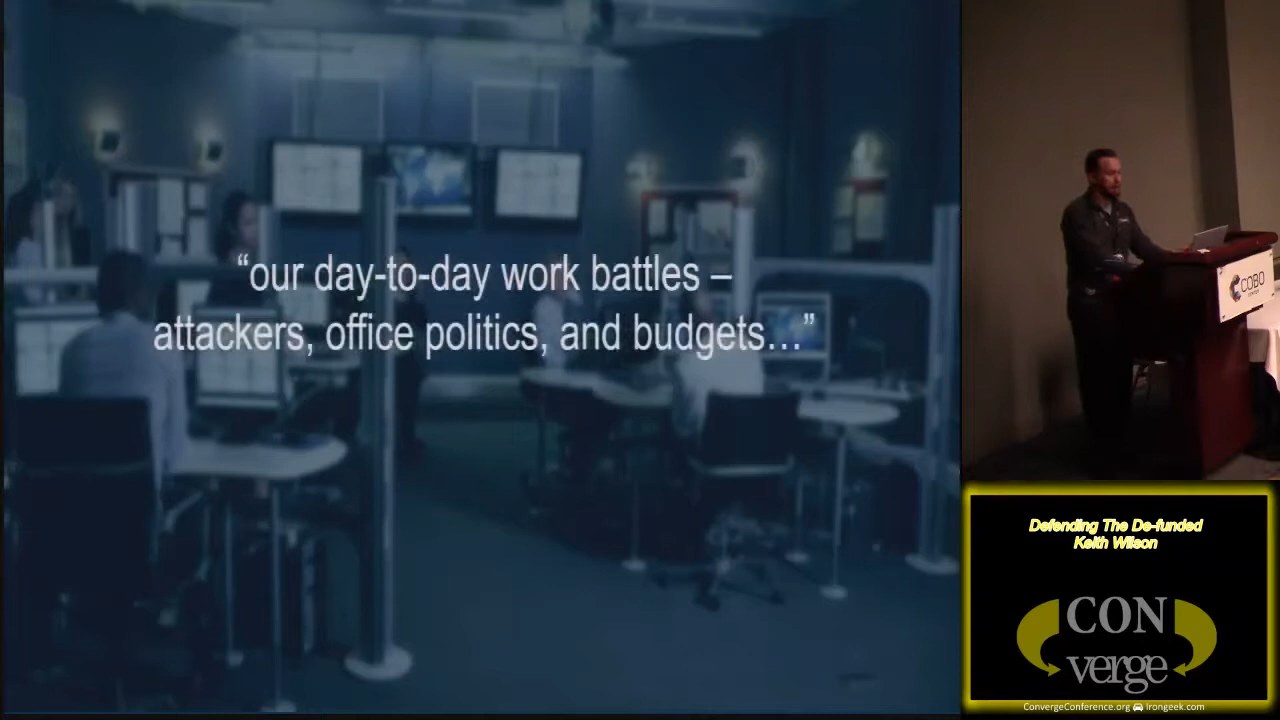 “our day-to-day work battles –
attackers, office politics, and budgets…”
COBO
Defending The De-funded
Keith Wilson
CON
verge
ConvergeConference.org Irongeek.com